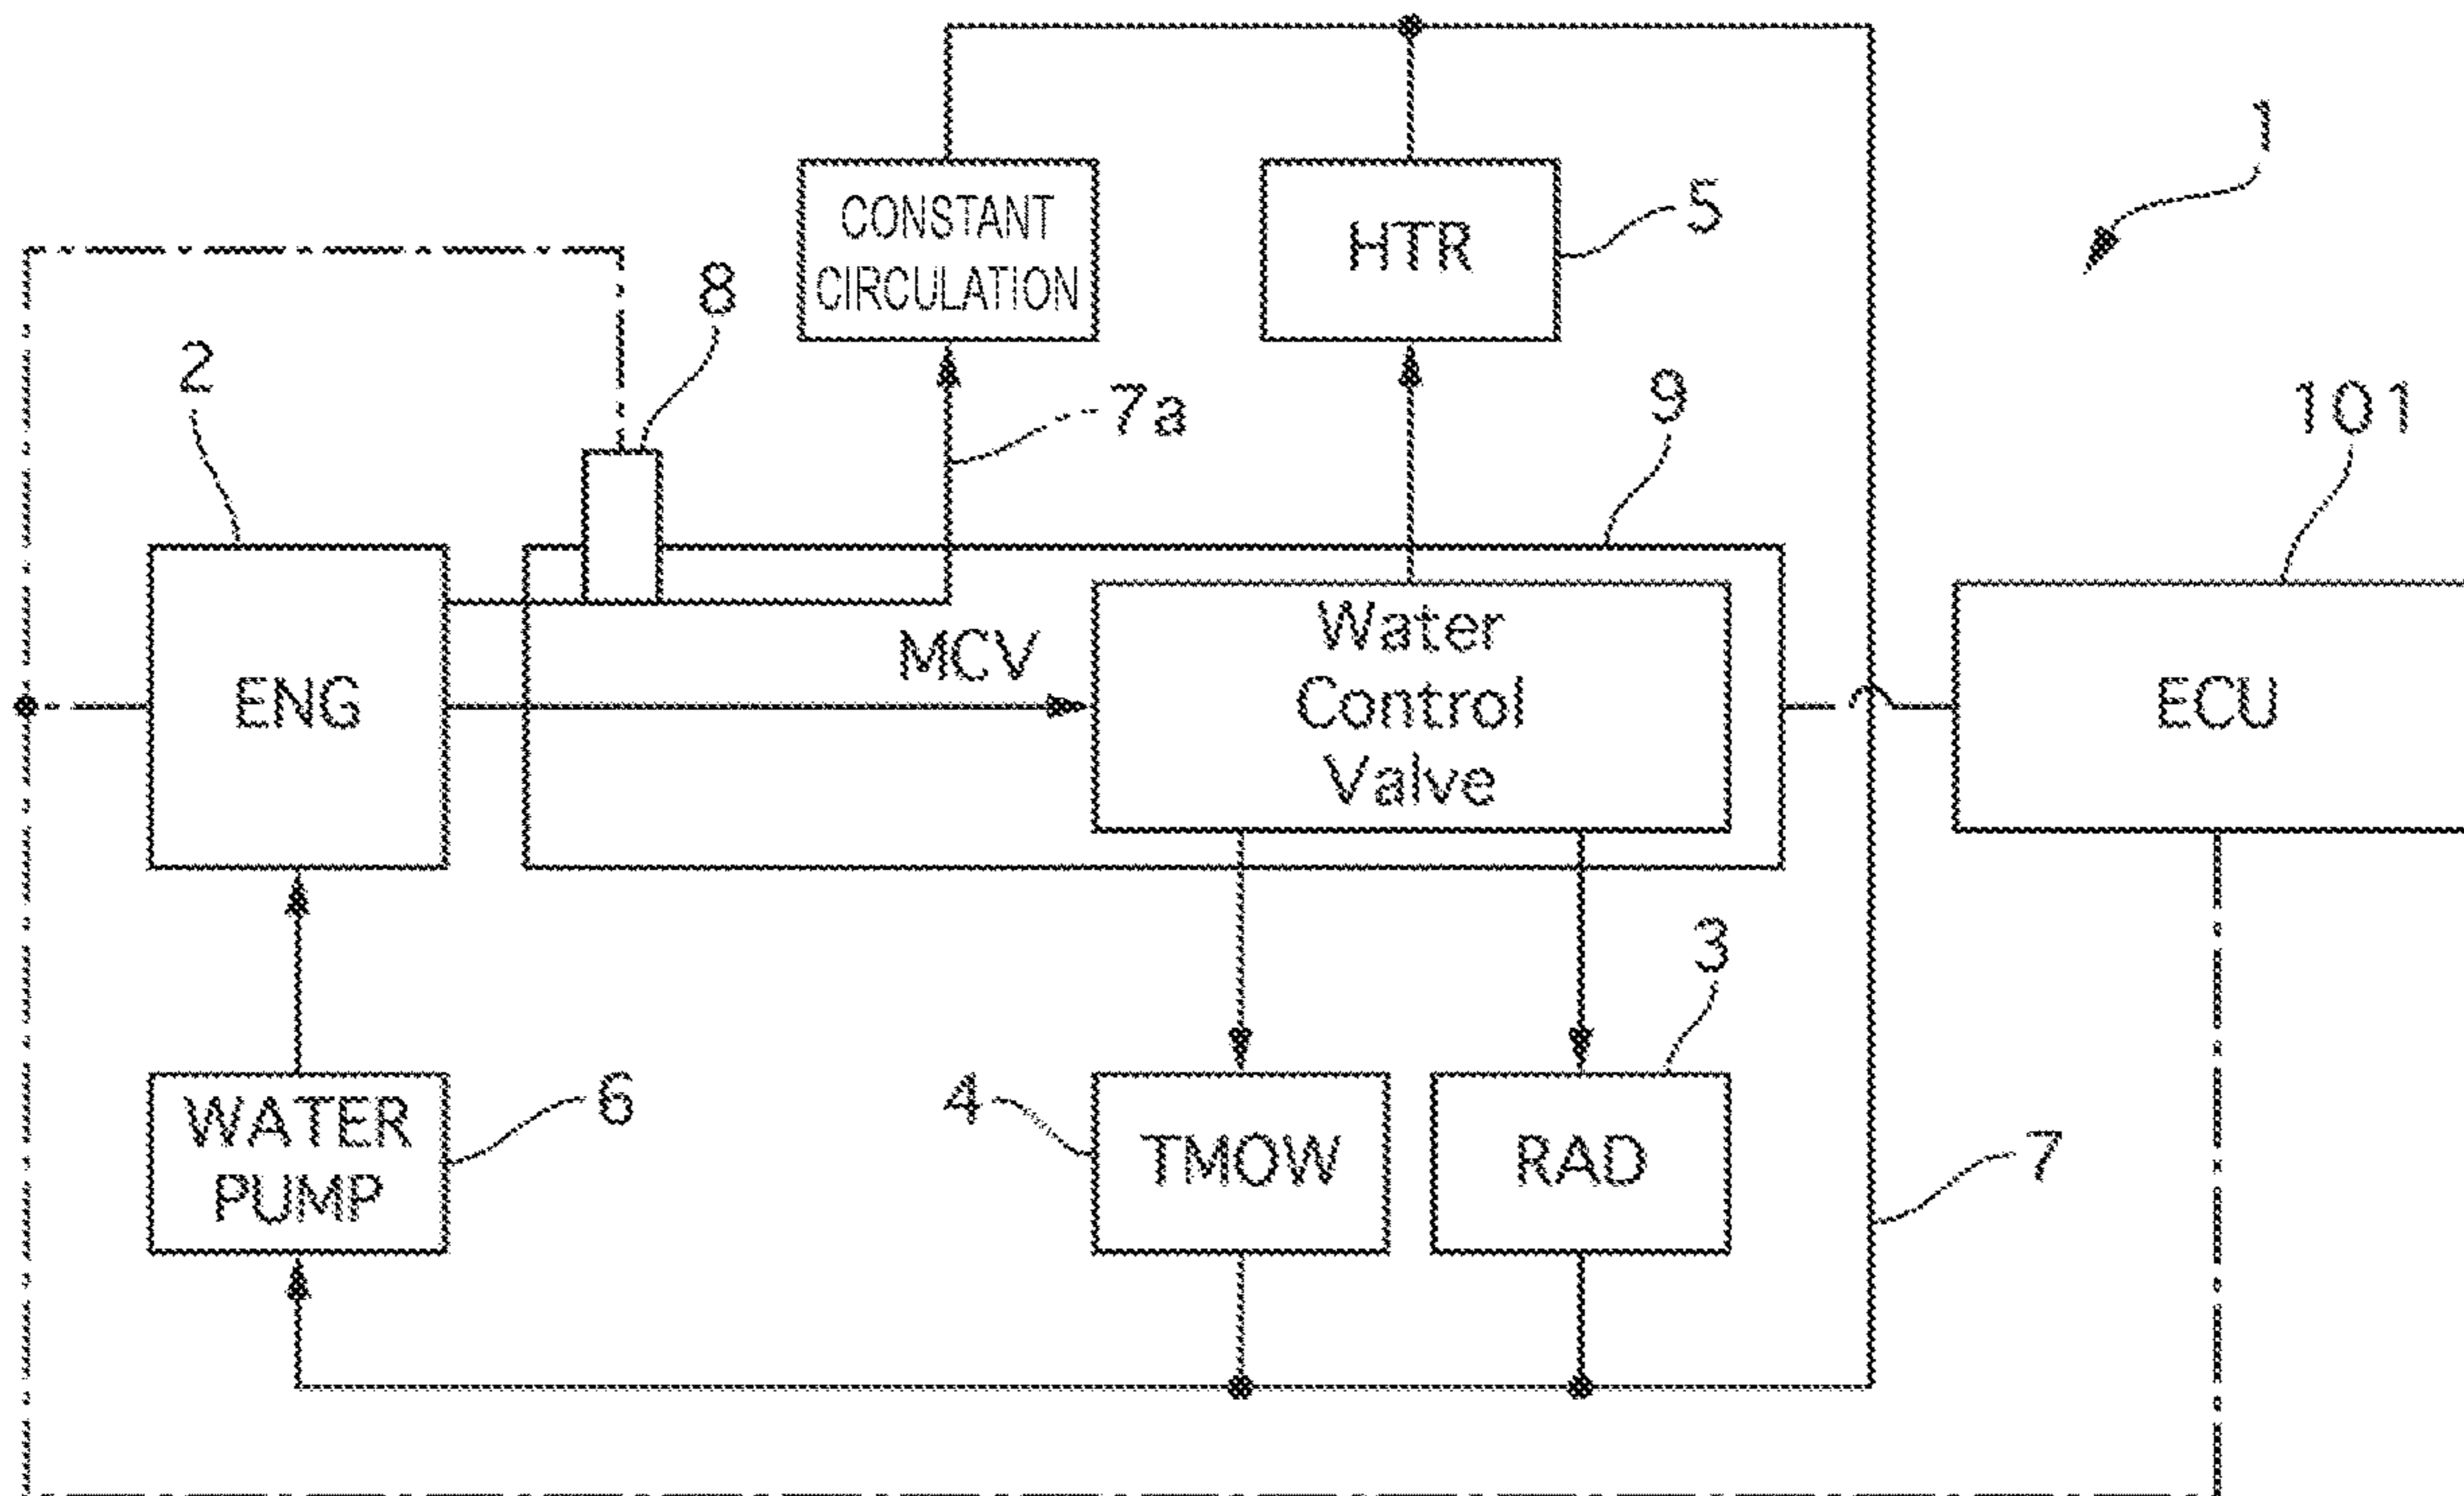 1
CONSTANT
CIRCULATION
HTR
5
8
2
7a
9
101
ENG
MCV
Water
Control
Valve
ECU
3
WATER
PUMP
6
4
TMOW
RAD
7